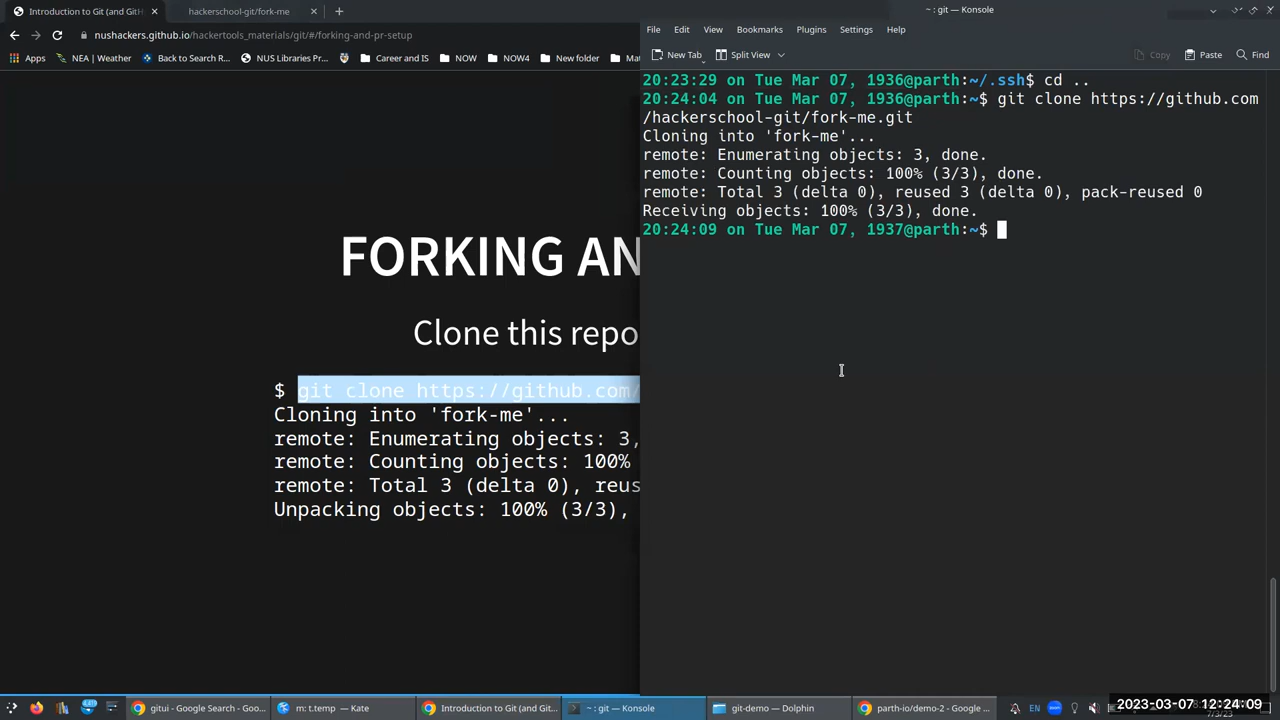 Introduction to Git (and GitH
hackerschool-git/fork-me
~ : git — Konsole
nushackers.github.io/hackertools_materials/git/#/forking-and-pr-setup
File Edit View Bookmarks Plugins Settings Help
Apps NEA | Weather Back to Search R... NUS Libraries Pr... Career and IS NOW NOW4 New folder Mat
New Tab Split View Copy Paste Find
20:23:29 on Tue Mar 07, 1936@parth:~/.ssh$ cd ..
20:24:04 on Tue Mar 07, 1936@parth:~$ git clone https://github.com
/hackerschool-git/fork-me.git
Cloning into 'fork-me'...
remote: Enumerating objects: 3, done.
remote: Counting objects: 100% (3/3), done.
remote: Total 3 (delta 0), reused 3 (delta 0), pack-reused 0
Receiving objects: 100% (3/3), done.
20:24:09 on Tue Mar 07, 1937@parth:~$
FORKING AN
Clone this repo
$ git clone https://github.com/
Cloning into 'fork-me'...
remote: Enumerating objects: 3,
remote: Counting objects: 100%
remote: Total 3 (delta 0), reus
Unpacking objects: 100% (3/3),
gitui - Google Search - Goo...
m: t.temp — Kate
Introduction to Git (and Git...
~ : git — Konsole
git-demo — Dolphin
parth-io/demo-2 - Google ...
EN
2023-03-07 12:24:09
7/3/23